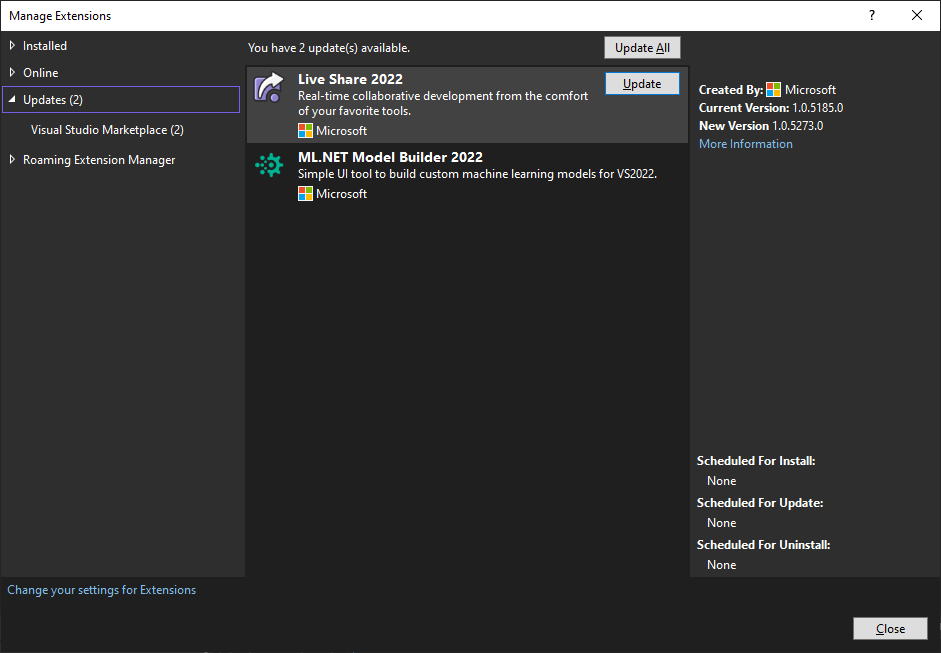 Manage Extensions
?
Installed
Online
Updates (2)
Visual Studio Marketplace (2)
Roaming Extension Manager
Change your settings for Extensions
You have 2 update(s) available.
Update All
Live Share 2022
Update
Real-time collaborative development from the comfort
of your favorite tools.
Microsoft
ML.NET Model Builder 2022
Simple UI tool to build custom machine learning models for VS2022.
Microsoft
Created By: Microsoft
Current Version: 1.0.5185.0
New Version 1.0.5273.0
More Information
Scheduled For Install:
None
Scheduled For Update:
None
Scheduled For Uninstall:
None
Close